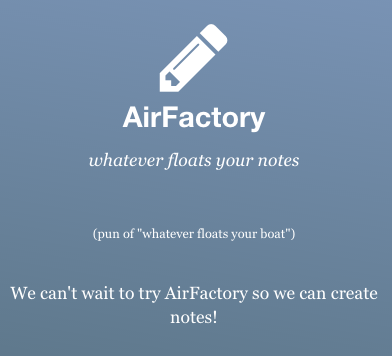 AirFactory
whatever floats your notes
(pun of "whatever floats your boat")
We can't wait to try AirFactory so we can create
notes!